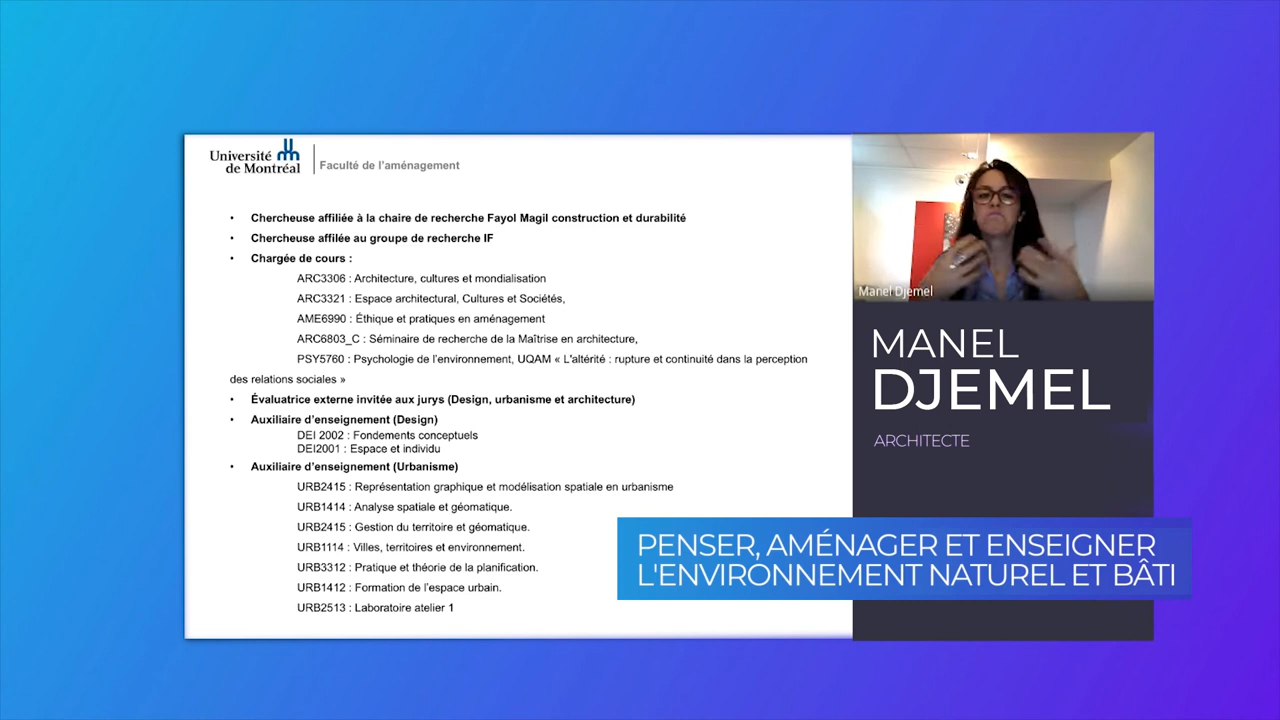 Université
de Montréal
Faculté de l'aménagement
• Chercheuse affiliée à la chaire de recherche Fayol Magil construction et durabilité
• Chercheuse affilée au groupe de recherche IF
• Chargée de cours :
ARC3306 : Architecture, cultures et mondialisation
ARC3321 : Espace architectural, Cultures et Sociétés,
AME6990 : Éthique et pratiques en aménagement
ARC6803_C : Séminaire de recherche de la Maîtrise en architecture,
PSY5760 : Psychologie de l'environnement, UQAM « L'altérité : rupture et continuité dans la perception
des relations sociales »
• Évaluatrice externe invitée aux jurys (Design, urbanisme et architecture)
• Auxiliaire d'enseignement (Design)
DEI 2002 : Fondements conceptuels
DEI2001 : Espace et individu
• Auxiliaire d'enseignement (Urbanisme)
URB2415 : Représentation graphique et modélisation spatiale en urbanisme
URB1414 : Analyse spatiale et géomatique.
URB2415 : Gestion du territoire et géomatique.
URB1114 : Villes, territoires et environnement.
URB3312 : Pratique et théorie de la planification.
URB1412 : Formation de l'espace urbain.
URB2513 : Laboratoire atelier 1
Manel Djemel
MANEL
DJEMEL
ARCHITECTE
PENSER, AMÉNAGER ET ENSEIGNER
L'ENVIRONNEMENT NATUREL ET BÂTI